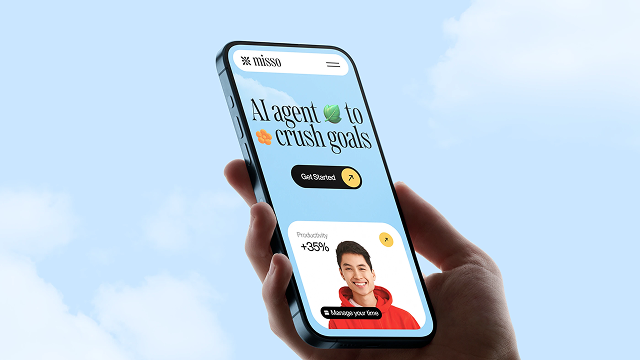 misso
AI agent to
crush goals
Get Started
Productivity
+35%
Manage your time